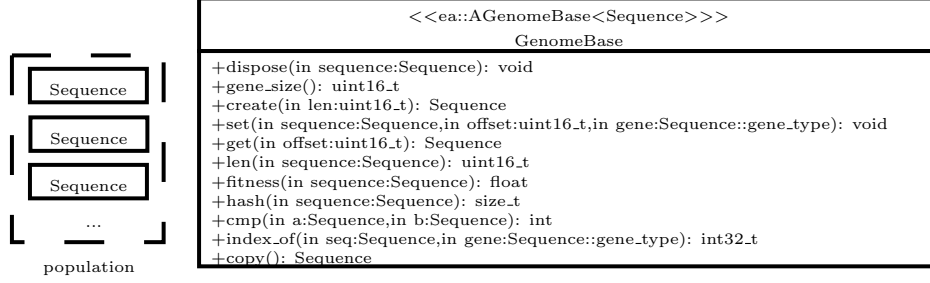 Sequence
Sequence
Sequence
...
population
<<ea::AGenomeBase<Sequence>>>
GenomeBase
+dispose(in sequence:Sequence): void
+gene_size(): uint16_t
+create(in len:uint16_t): Sequence
+set(in sequence:Sequence,in offset:uint16_t,in gene:Sequence::gene_type): void
+get(in offset:uint16_t): Sequence
+len(in sequence:Sequence): uint16_t
+fitness(in sequence:Sequence): float
+hash(in sequence:Sequence): size_t
+cmp(in a:Sequence,in b:Sequence): int
+index_of(in seq:Sequence,in gene:Sequence::gene_type): int32_t
+copy(): Sequence